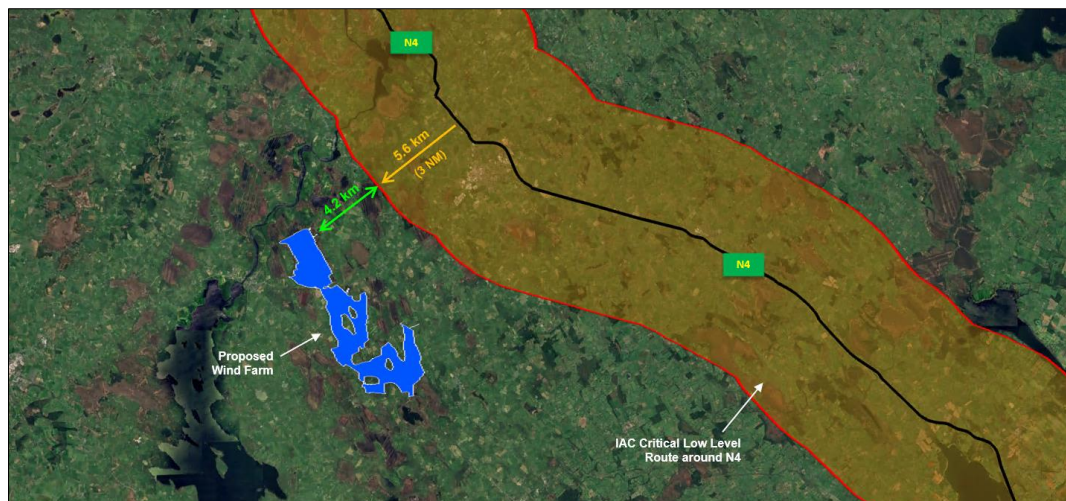 N4
5.6 km
(3 NM)
4.2 km
N4
Proposed
Wind Farm
IAC Critical Low Level
Route around N4